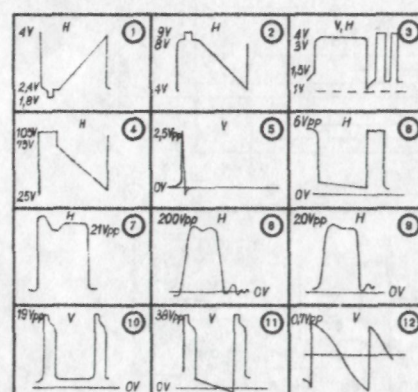 4V H 1
2,4V
1,8V
9V H 2
8V
4V
V, H 3
4V
3V
1,5V
1V
H 4
75V
25V
V 5
2,5Vpp
0V
6Vpp H 6
0V
H 7
21Vpp
200Vpp H 8
0V
20Vpp H 9
0V
19Vpp V 10
0V
38Vpp V 11
0V
0,7Vpp V 12